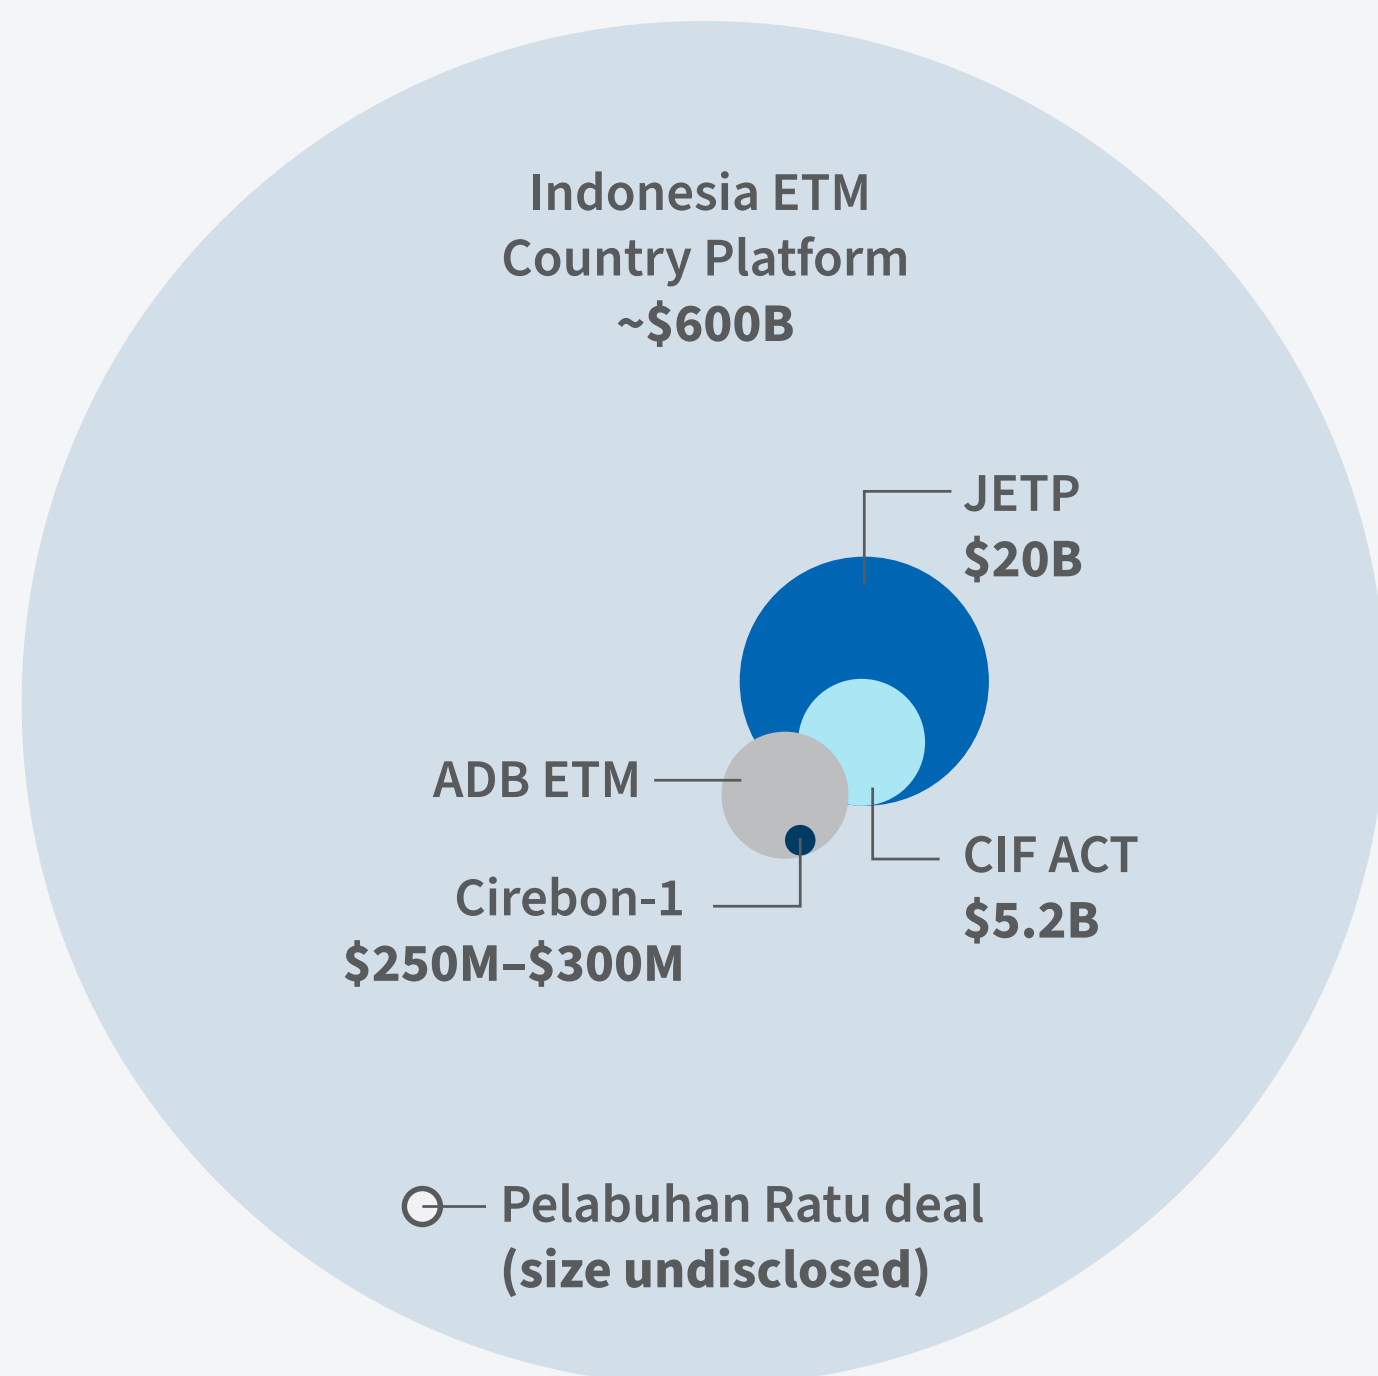 Indonesia ETM
Country Platform
~$600B
JETP
$20B
ADB ETM
CIF ACT
$5.2B
Cirebon-1
$250M–$300M
Pelabuhan Ratu deal
(size undisclosed)